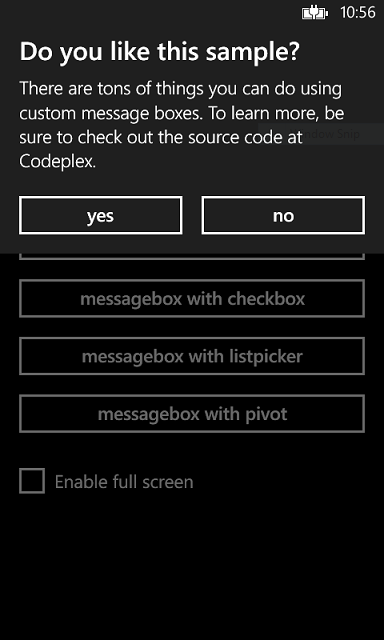 10:56
Do you like this sample?
There are tons of things you can do using
custom message boxes. To learn more, be
sure to check out the source code at
Codeplex.
yes
no
messagebox with checkbox
messagebox with listpicker
messagebox with pivot
Enable full screen